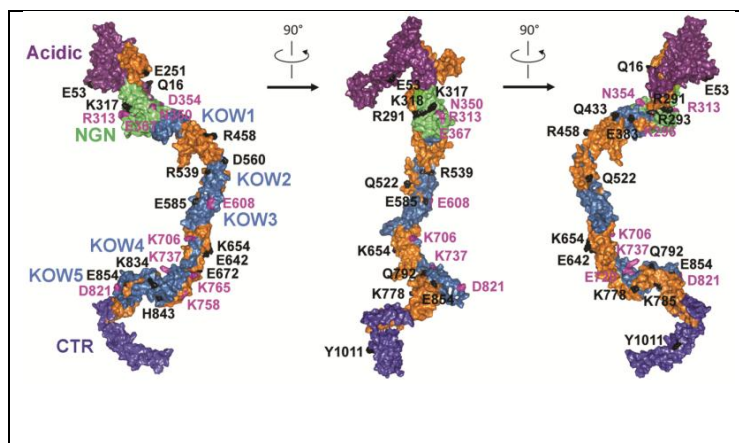 90°
90°
Acidic
E251
Q16
E53
K317
D354
R313
KOW1
NGN
R458
D560
R539
KOW2
E585
E608
KOW3
K706
KOW4
K737
K654
K834
E642
KOW5
E854
E672
D821
K765
K758
H843
CTR
E53
K317
K318
N350
R291
R313
E367
R539
Q522
E585
E608
K706
K654
K737
Q792
D821
K778
E854
Y1011
Q16
E53
N354
R291
R313
Q433
R293
R458
E383
Q522
K706
K654
K737
Q792
E642
E854
D821
K778
K785
Y1011